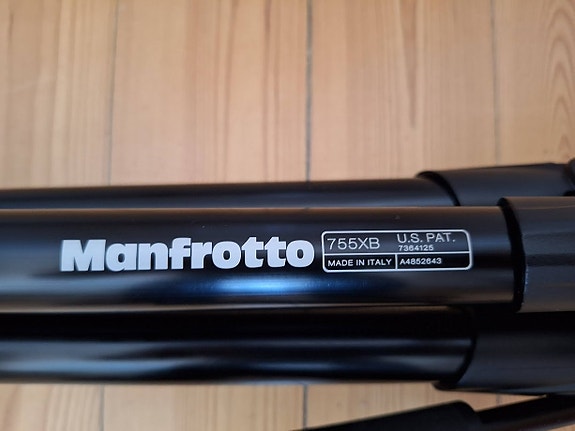 Manfrotto
755XB U.S. PAT.
7364125
MADE IN ITALY A4852643